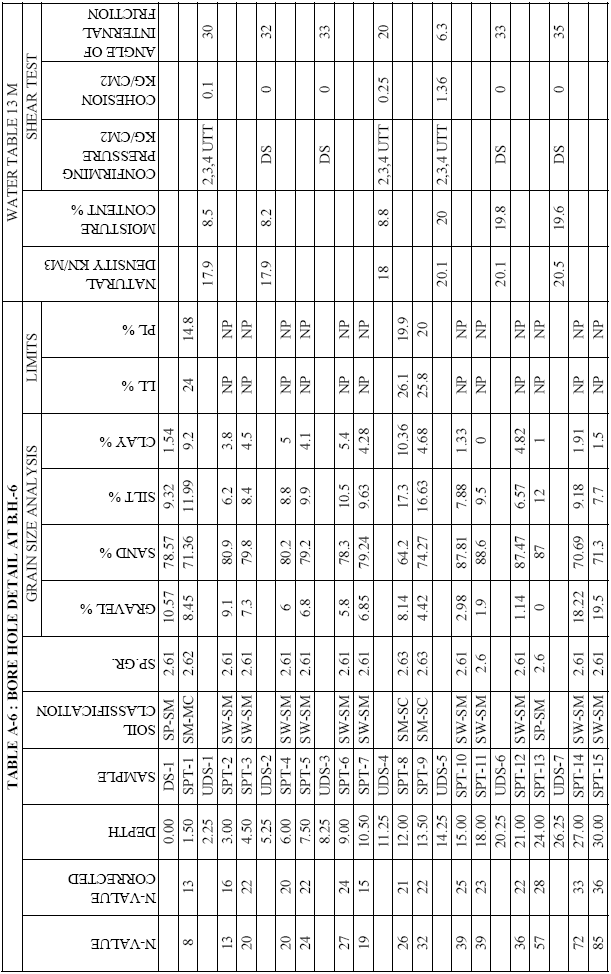 TABLE A-6 : BORE HOLE DETAIL AT B.H.-6
WATER TABLE 13 M
GRAIN SIZE ANALYSIS LIMITS SHEAR TEST
N-VALUE
N-VALUE CORRECTED
DEPTH
SAMPLE
SOIL CLASSIFICATION
SP.GR.
GRAVEL %
SAND %
SILT %
CLAY %
LL %
PL %
NATURAL DENSITY KN/M3
MOISTURE CONTENT %
CONFIRMING PRESSURE KG/CM2
COHESION KG/CM2
ANGLE OF INTERNAL FRICTION
0.00 DS-1 SP-SM 2.61 10.57 78.57 9.32 1.54
8 13 1.50 SPT-1 SM-MC 2.62 8.45 71.36 11.99 9.2 24 14.8
2.25 UDS-1 17.9 8.5 2,3,4 UTT 0.1 30
13 16 3.00 SPT-2 SW-SM 2.61 9.1 80.9 6.2 3.8 NP NP
20 22 4.50 SPT-3 SW-SM 2.61 7.3 79.8 8.4 4.5 NP NP
5.25 UDS-2 17.9 8.2 DS 0 32
20 20 6.00 SPT-4 SW-SM 2.61 6 80.2 8.8 5 NP NP
24 22 7.50 SPT-5 SW-SM 2.61 6.8 79.2 9.9 4.1 NP NP
8.25 UDS-3 DS 0 33
27 24 9.00 SPT-6 SW-SM 2.61 5.8 78.3 10.5 5.4 NP NP
19 15 10.50 SPT-7 SW-SM 2.61 6.85 79.24 9.63 4.28 NP NP
11.25 UDS-4 18 8.8 2,3,4 UTT 0.25 20
26 21 12.00 SPT-8 SM-SC 2.63 8.14 64.2 17.3 10.36 26.1 19.9
32 22 13.50 SPT-9 SM-SC 2.63 4.42 74.27 16.63 4.68 25.8 20
14.25 UDS-5 20.1 20 2,3,4 UTT 1.36 6.3
39 25 15.00 SPT-10 SW-SM 2.61 2.98 87.81 7.88 1.33 NP NP
39 23 18.00 SPT-11 SW-SM 2.6 1.9 88.6 9.5 0 NP NP
20.25 UDS-6 20.1 19.8 DS 0 33
36 22 21.00 SPT-12 SW-SM 2.61 1.14 87.47 6.57 4.82 NP NP
57 28 24.00 SPT-13 SP-SM 2.6 0 87 12 1 NP NP
26.25 UDS-7 20.5 19.6 DS 0 35
72 33 27.00 SPT-14 SW-SM 2.61 18.22 70.69 9.18 1.91 NP NP
85 36 30.00 SPT-15 SW-SM 2.61 19.5 71.3 7.7 1.5 NP NP